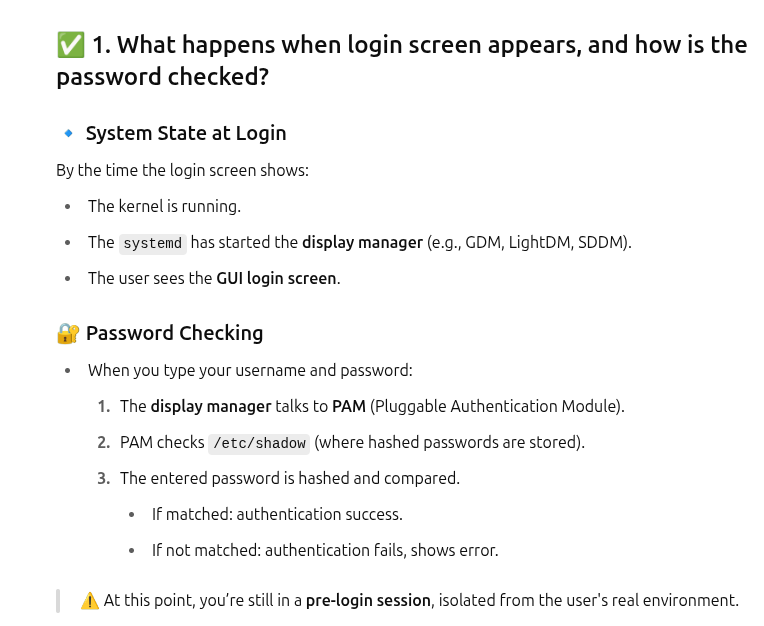 ✅ 1. What happens when login screen appears, and how is the
password checked?
🔹 System State at Login
By the time the login screen shows:
• The kernel is running.
• The systemd has started the display manager (e.g., GDM, LightDM, SDDM).
• The user sees the GUI login screen.
🔐 Password Checking
• When you type your username and password:
1. The display manager talks to PAM (Pluggable Authentication Module).
2. PAM checks /etc/shadow (where hashed passwords are stored).
3. The entered password is hashed and compared.
• If matched: authentication success.
• If not matched: authentication fails, shows error.
⚠️ At this point, you’re still in a pre-login session, isolated from the user's real environment.